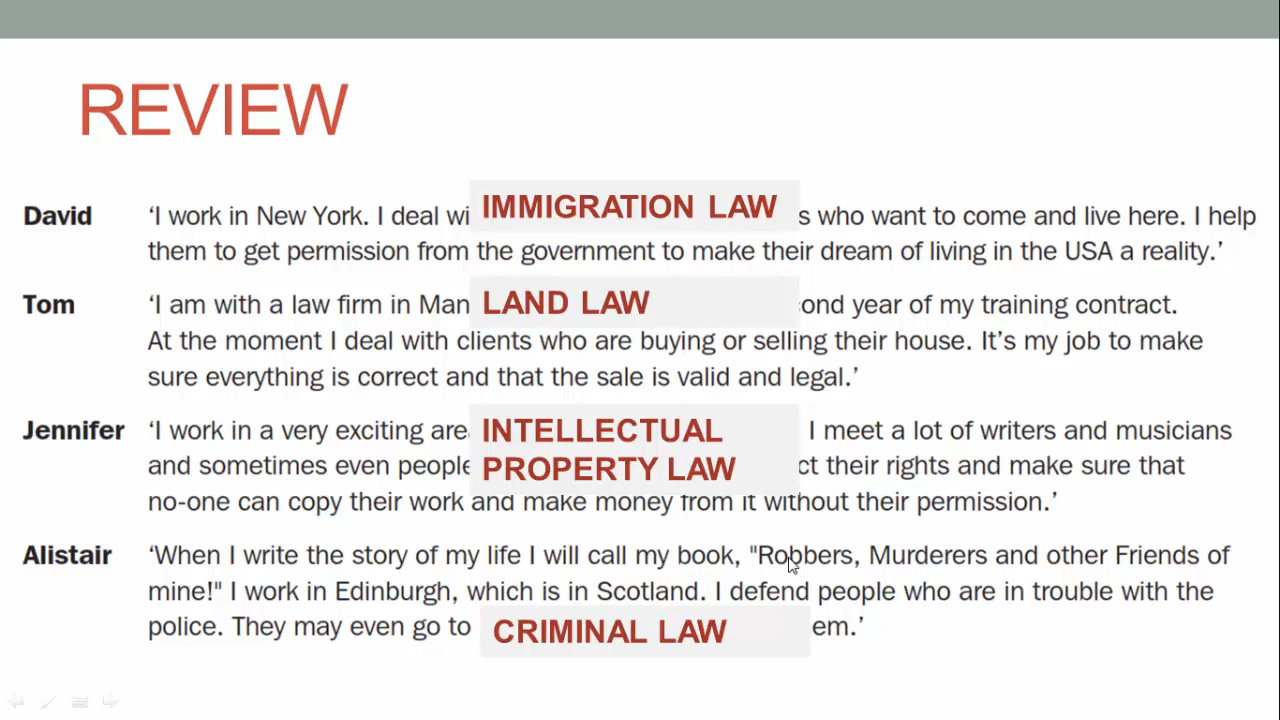 REVIEW
David 'I work in New York. I deal IMMIGRATION LAW who want to come and live here. I help
them to get permission from the government to make their dream of living in the USA a reality.'
Tom 'I am with a law firm in LAND LAW year of my training contract.
At the moment I deal with clients who are buying or selling their house. It's my job to make
sure everything is correct and that the sale is valid and legal.'
Jennifer 'I work in a very exciting INTELLECTUAL I meet a lot of writers and musicians
and sometimes even people PROPERTY LAW their rights and make sure that
no-one can copy their work and make money from it without their permission.'
Alistair 'When I write the story of my life I will call my book, "Robbers, Murderers and other Friends of
mine!" I work in Edinburgh, which is in Scotland. I defend people who are in trouble with the
police. They may even go to CRIMINAL LAW